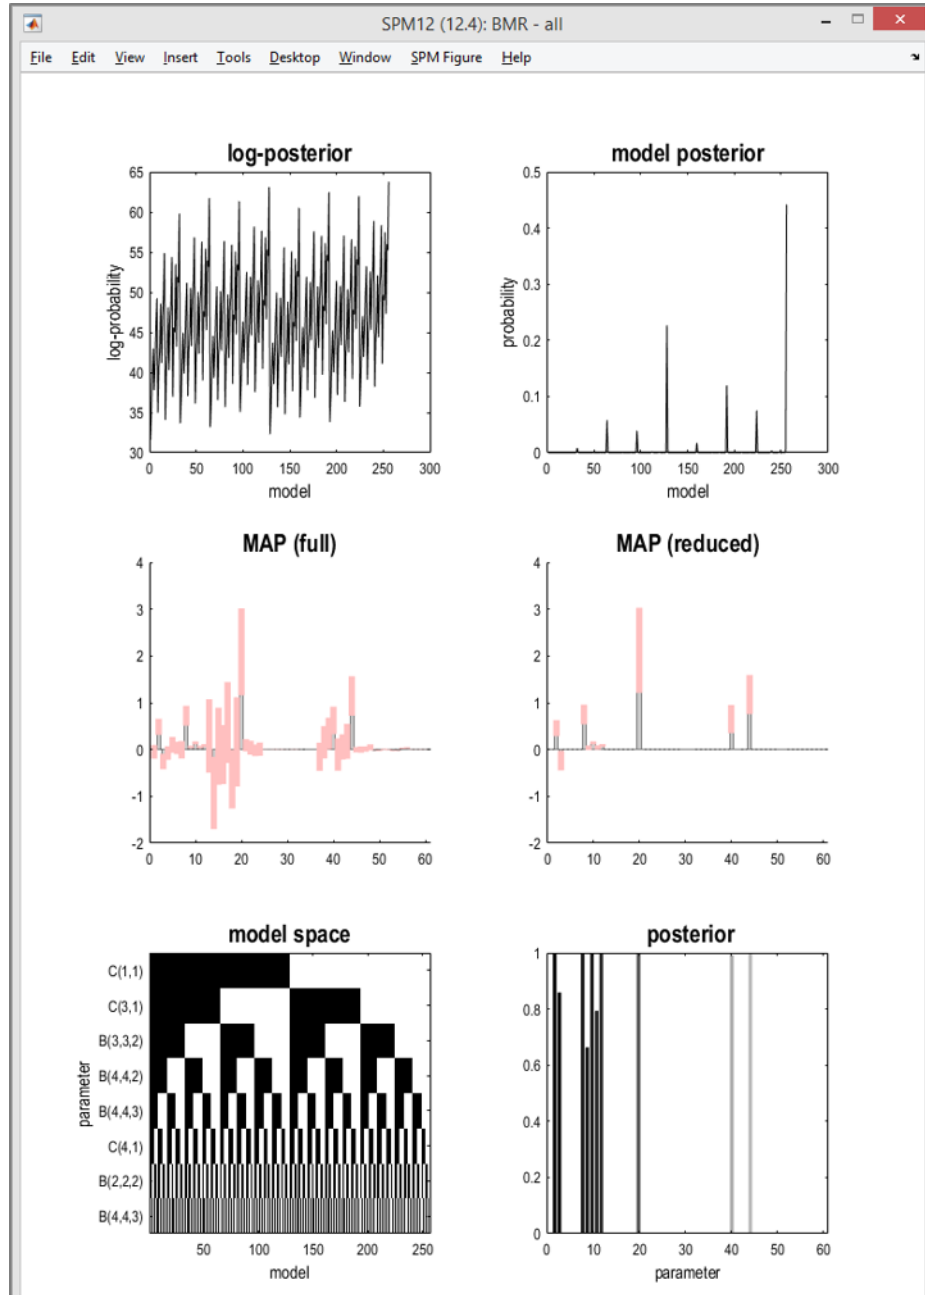 SPM12 (12.4): BMR - all
File Edit View Insert Tools Desktop Window SPM Figure Help
log-posterior
65
60
55
50
45
40
35
30
log-probability
0 50 100 150 200 250 300
model
model posterior
0.5
0.4
0.3
0.2
0.1
0
probability
0 50 100 150 200 250 300
model
MAP (full)
4
3
2
1
0
-1
-2
0 10 20 30 40 50 60
MAP (reduced)
4
3
2
1
0
-1
-2
0 10 20 30 40 50 60
model space
C(1,1)
C(3,1)
B(3,3,2)
B(4,4,2)
B(4,4,3)
C(4,1)
B(2,2,2)
B(4,4,3)
parameter
50 100 150 200 250
model
posterior
1
0.8
0.6
0.4
0.2
0
0 10 20 30 40 50 60
parameter